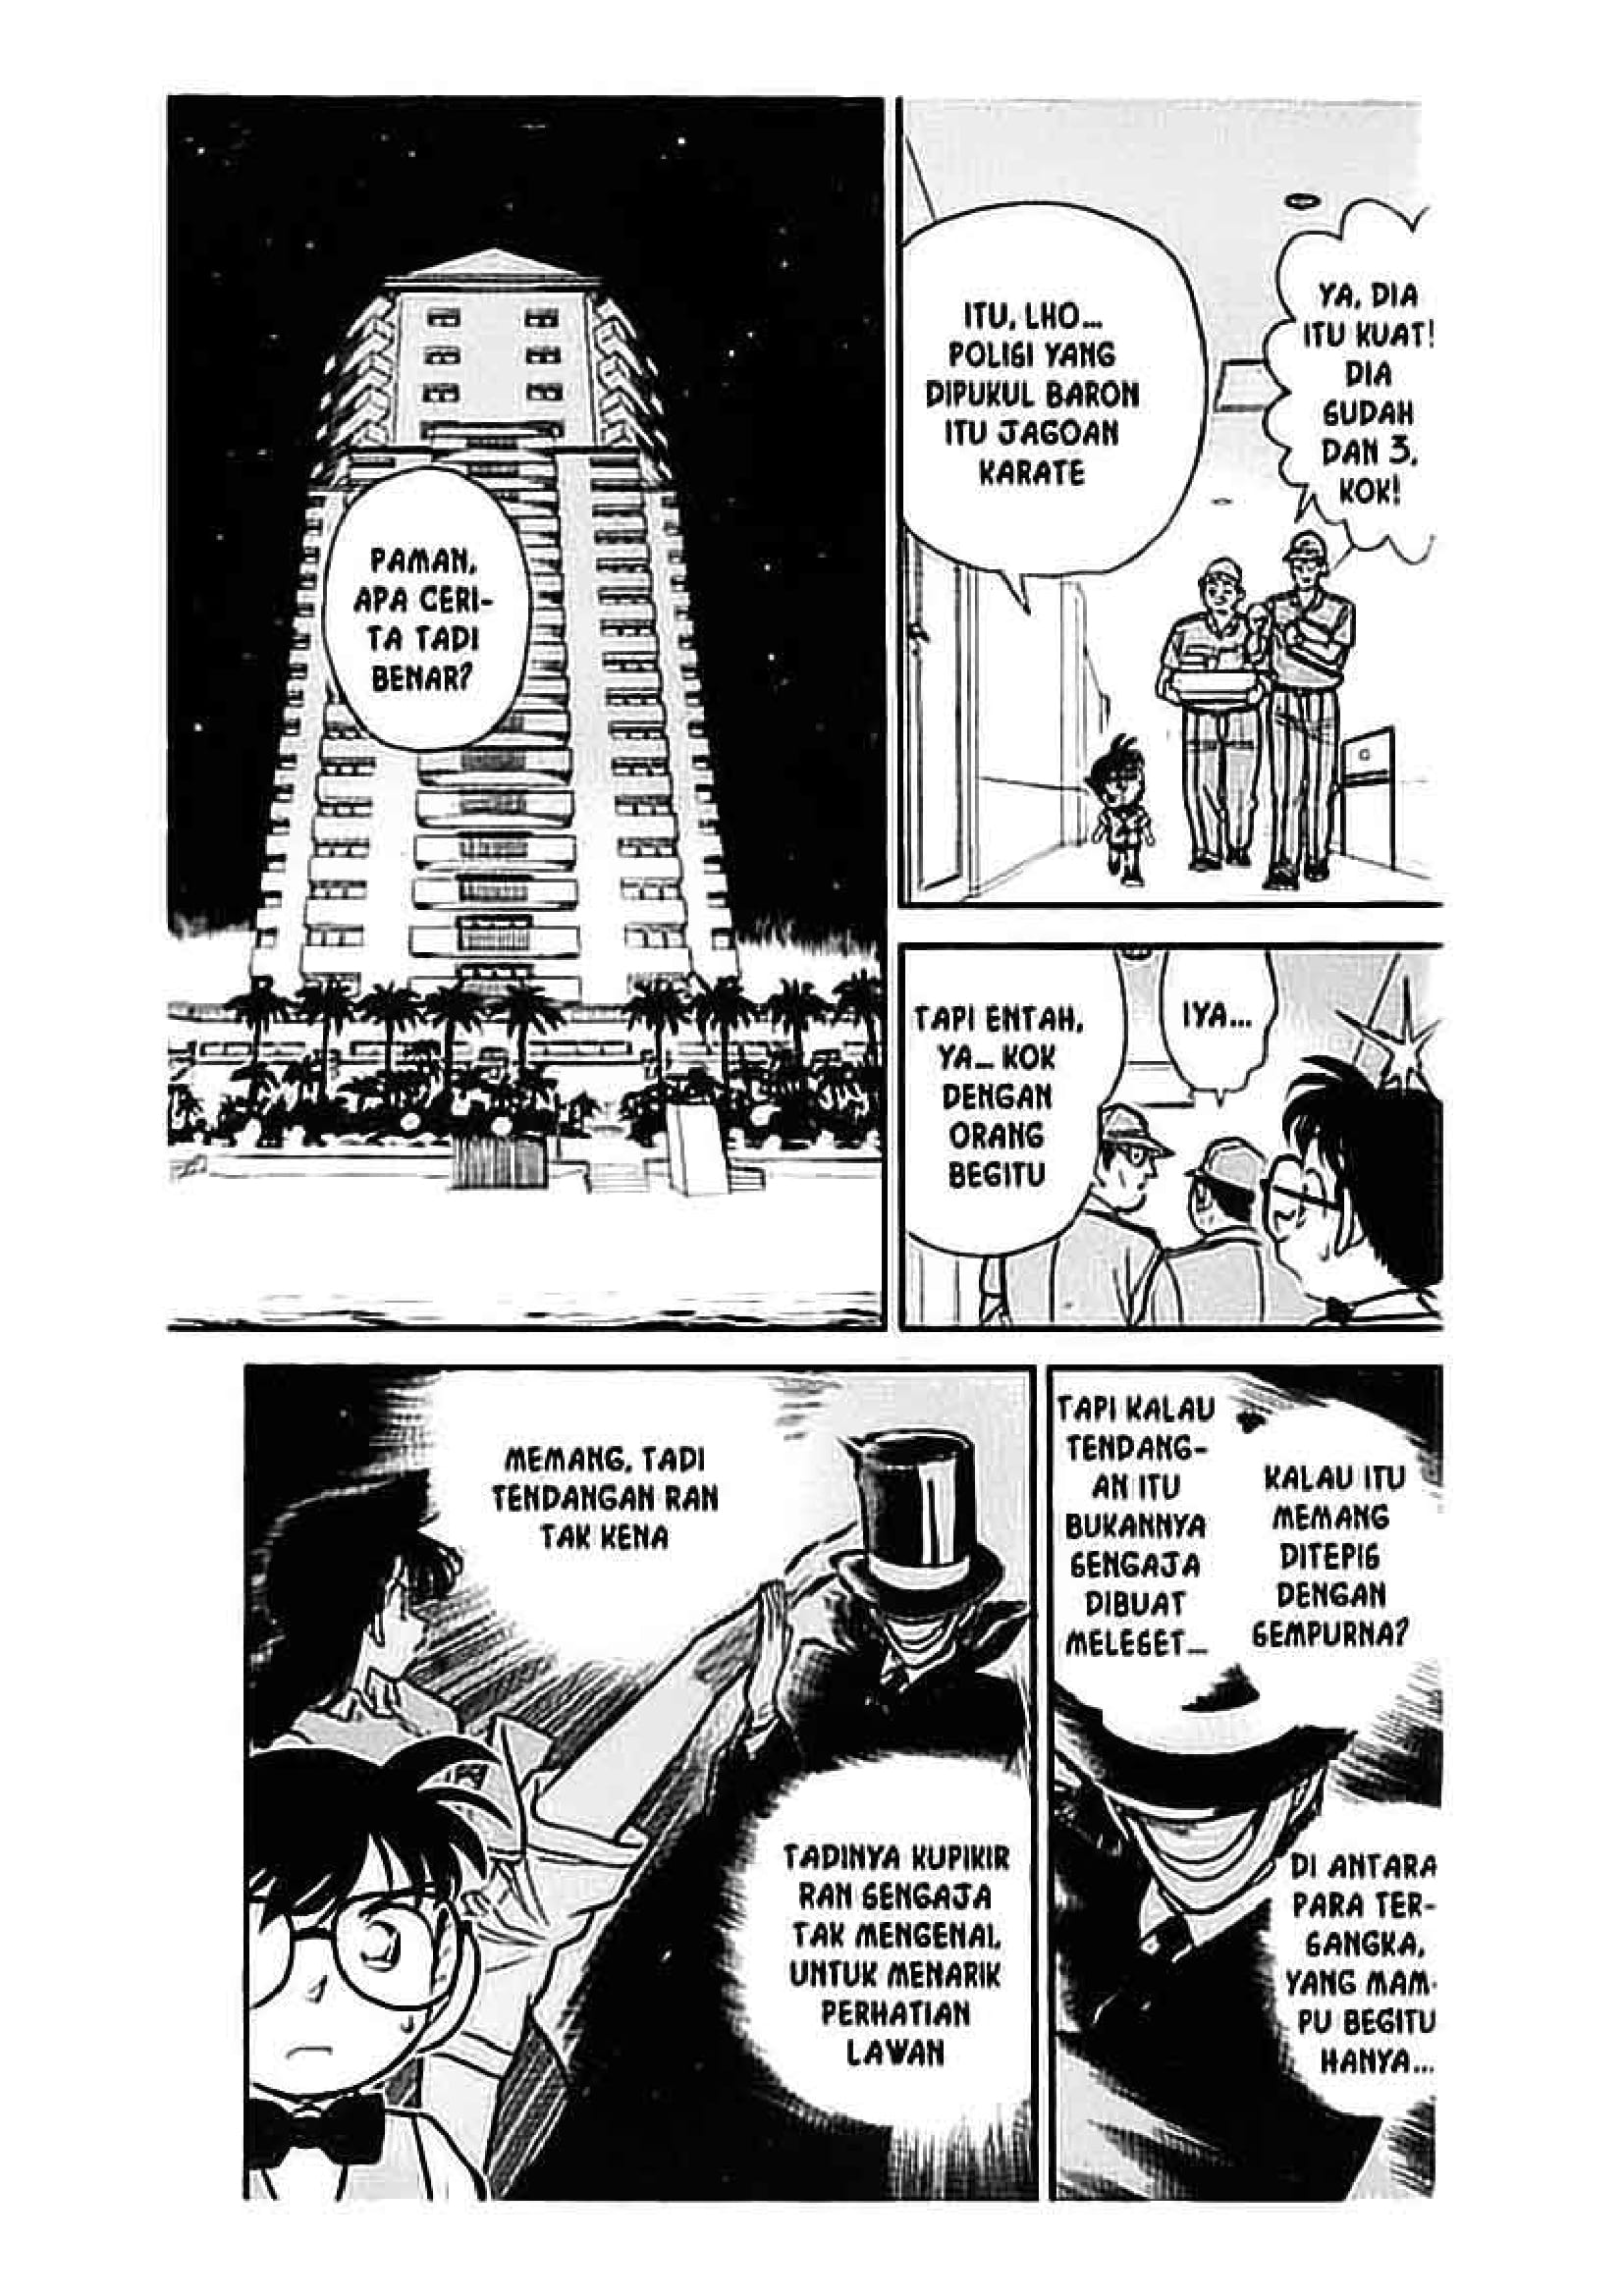 PAMAN,
APA CERI-
TA TADI
BENAR?
ITU, LHO...
POLISI YANG
DIPUKUL BARON
ITU JAGOAN
KARATE
YA, DIA
ITU KUAT!
DIA
SUDAH
DAN 3,
KOK!
TAPI ENTAH,
YA... KOK
DENGAN
ORANG
BEGITU
IYA...
MEMANG, TADI
TENDANGAN RAN
TAK KENA
TADINYA KUPIKIR
RAN SENGAJA
TAK MENGENAI,
UNTUK MENARIK
PERHATIAN
LAWAN
TAPI KALAU
TENDANG-
AN ITU
BUKANNYA
SENGAJA
DIBUAT
MELESET...
KALAU ITU
MEMANG
DITEPIS
DENGAN
SEMPURNA?
DI ANTARA
PARA TER-
SANGKA,
YANG MAM-
PU BEGITU
HANYA...